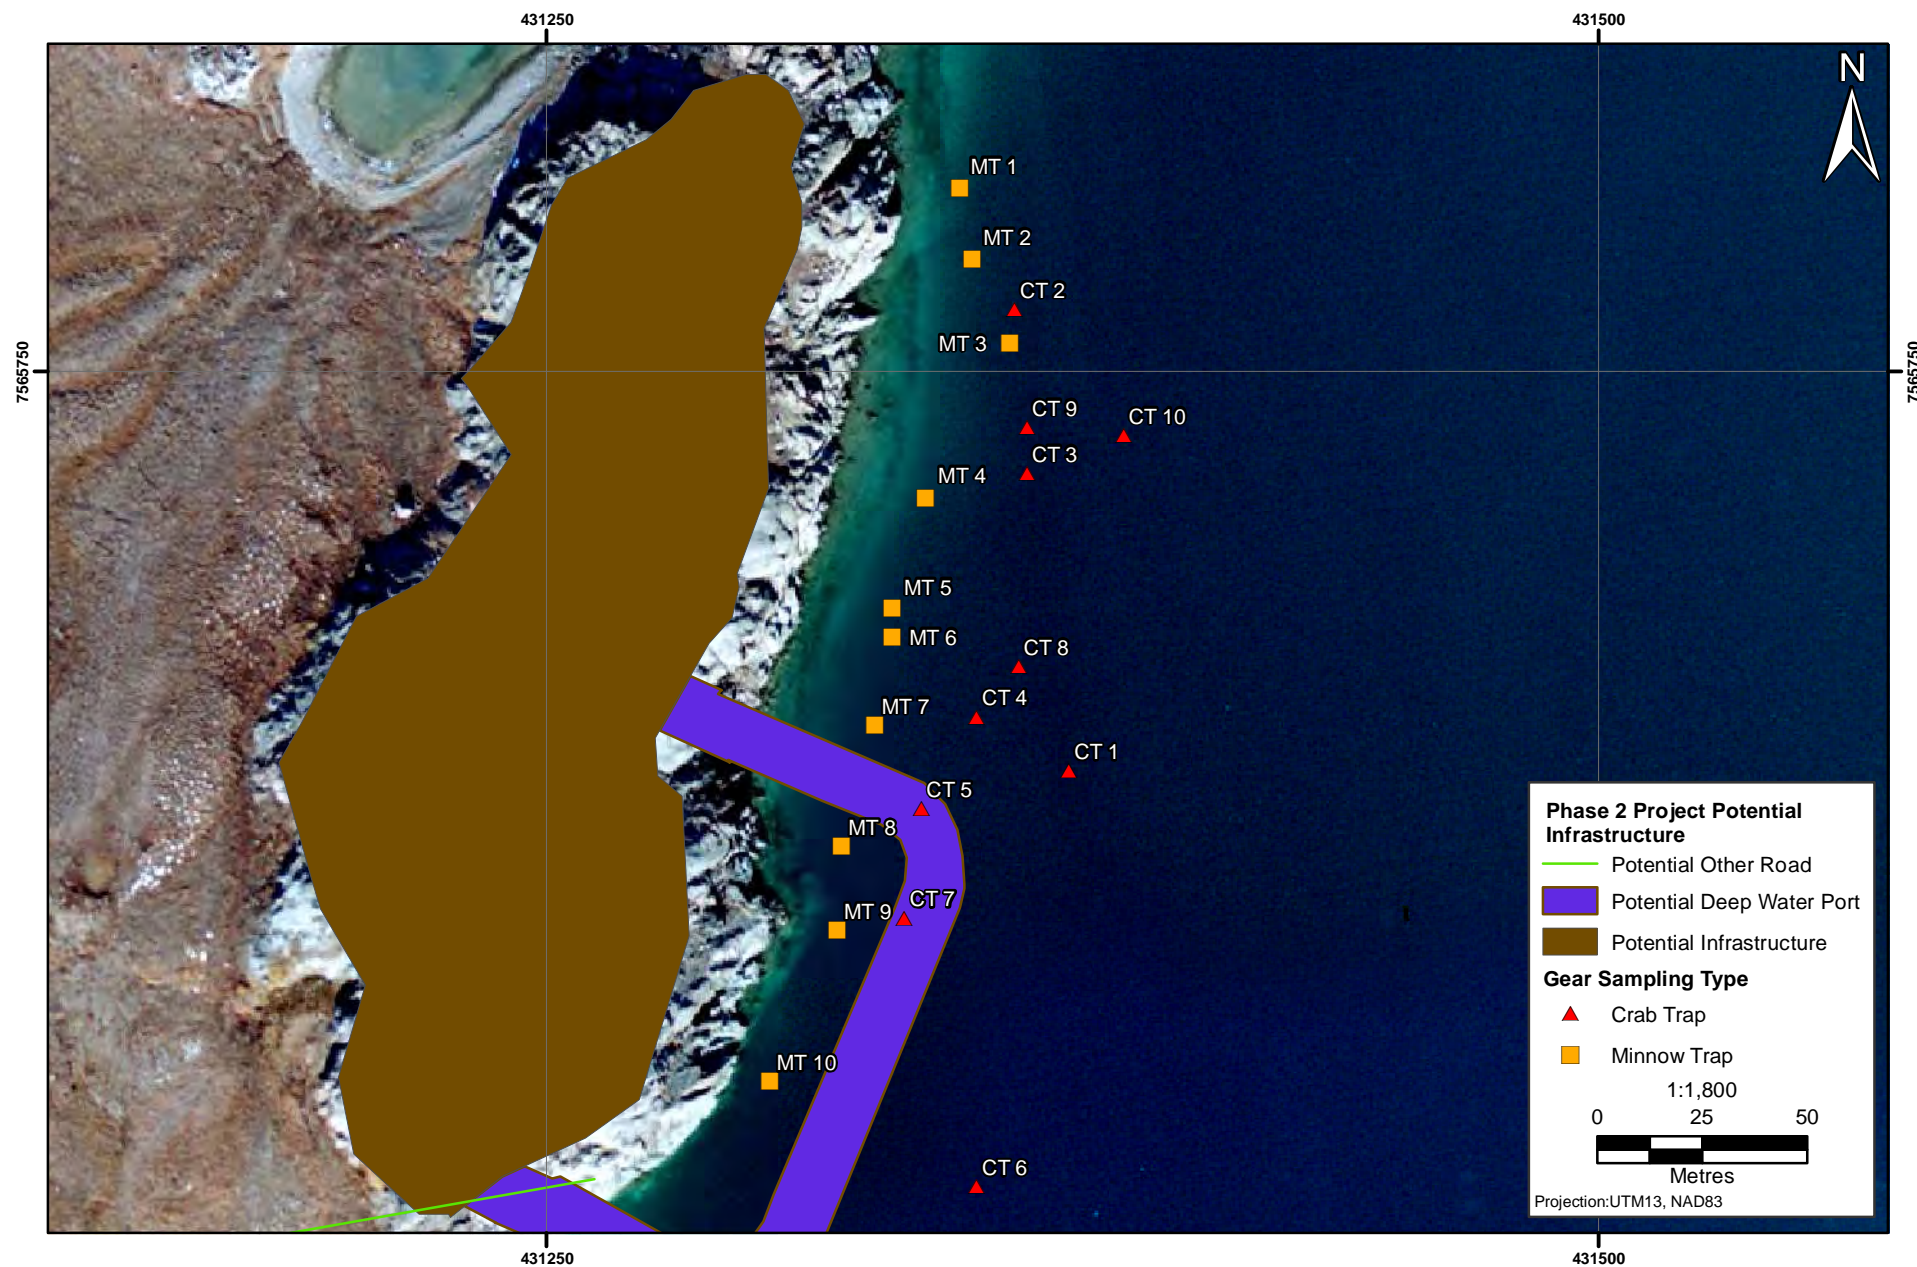 431250
431500
N
MT 1
MT 2
CT 2
MT 3
7565750
7565750
CT 9
CT 10
CT 3
MT 4
MT 5
MT 6
CT 8
CT 4
MT 7
CT 1
CT 5
MT 8
CT 7
MT 9
t
MT 10
CT 6
Phase 2 Project Potential
Infrastructure
Potential Other Road
Potential Deep Water Port
Potential Infrastructure
Gear Sampling Type
Crab Trap
Minnow Trap
1:1,800
0 25 50
Metres
Projection:UTM13, NAD83
431250
431500